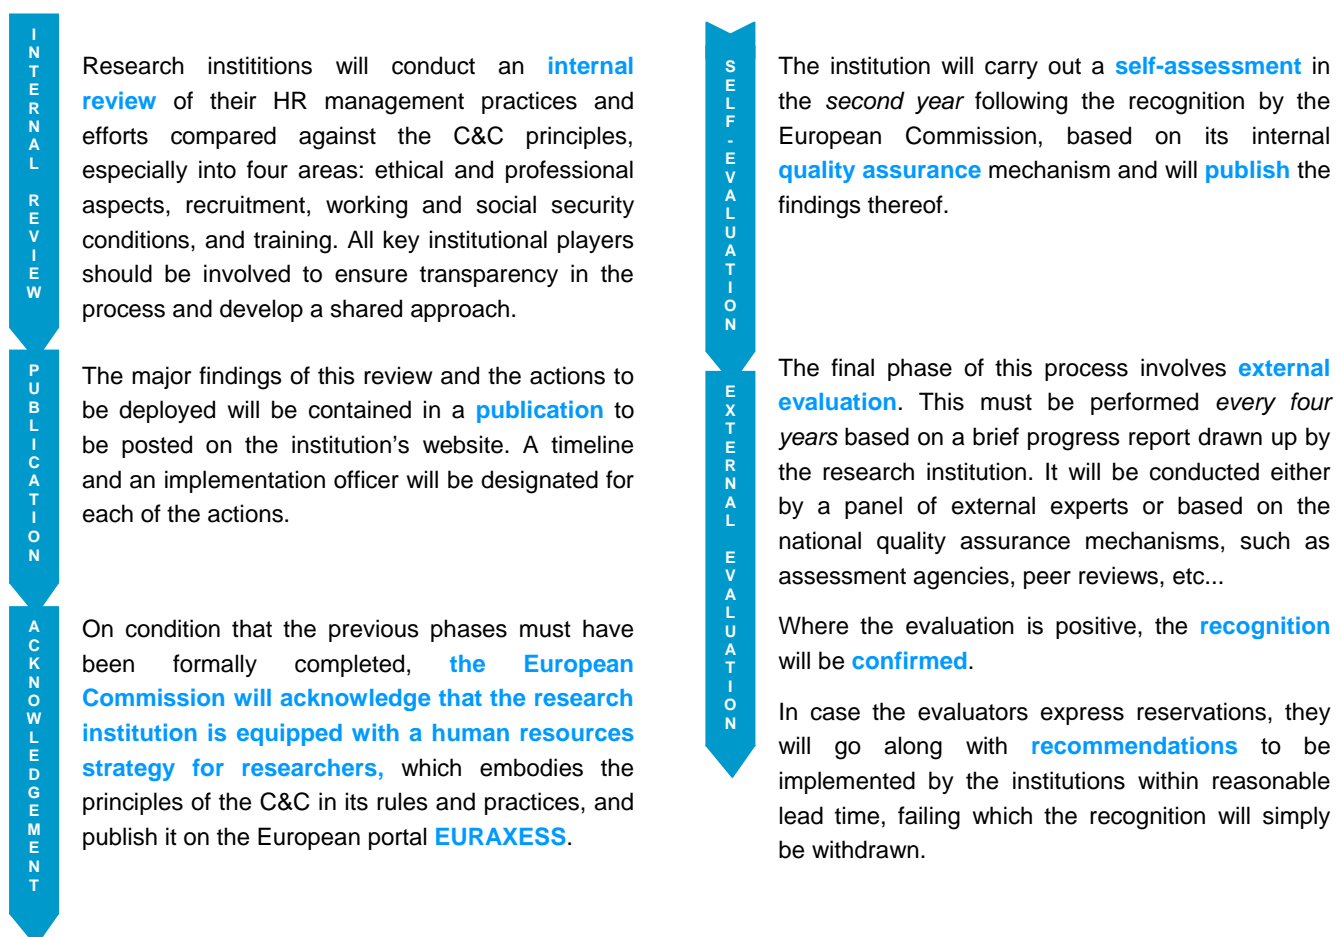 INTERNAL REVIEW
Research instititions will conduct an internal
review of their HR management practices and
efforts compared against the C&C principles,
especially into four areas: ethical and professional
aspects, recruitment, working and social security
conditions, and training. All key institutional players
should be involved to ensure transparency in the
process and develop a shared approach.
PUBLICATION
The major findings of this review and the actions to
be deployed will be contained in a publication to
be posted on the institution’s website. A timeline
and an implementation officer will be designated for
each of the actions.
ACKNOWLEDGEMENT
On condition that the previous phases must have
been formally completed, the European
Commission will acknowledge that the research
institution is equipped with a human resources
strategy for researchers, which embodies the
principles of the C&C in its rules and practices, and
publish it on the European portal EURAXESS.
SELF-EVALUATION
The institution will carry out a self-assessment in
the second year following the recognition by the
European Commission, based on its internal
quality assurance mechanism and will publish the
findings thereof.
EXTERNAL EVALUATION
The final phase of this process involves external
evaluation. This must be performed every four
years based on a brief progress report drawn up by
the research institution. It will be conducted either
by a panel of external experts or based on the
national quality assurance mechanisms, such as
assessment agencies, peer reviews, etc...
Where the evaluation is positive, the recognition
will be confirmed.
In case the evaluators express reservations, they
will go along with recommendations to be
implemented by the institutions within reasonable
lead time, failing which the recognition will simply
be withdrawn.